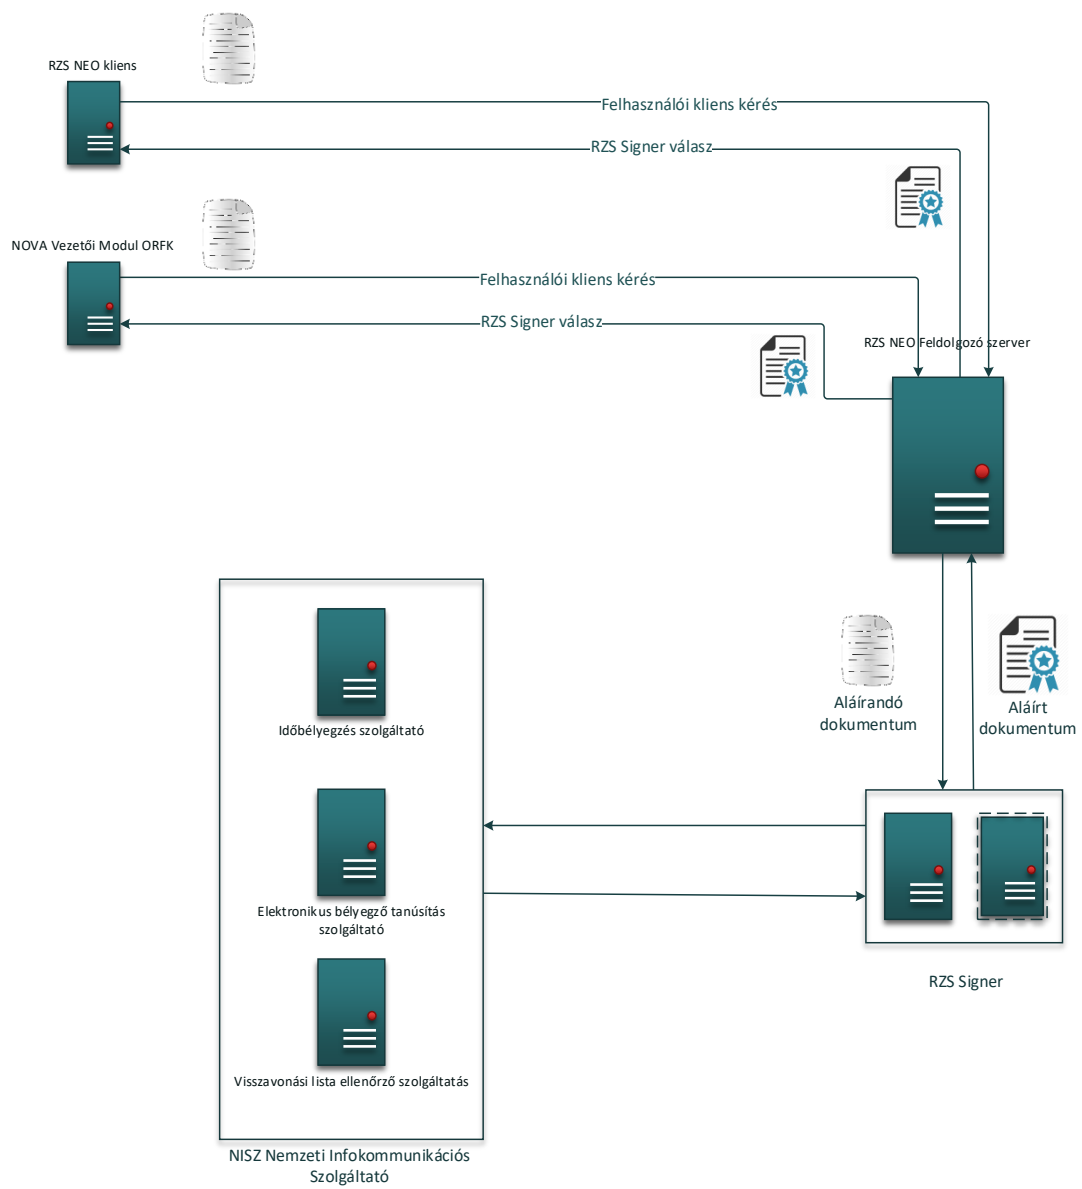 RZS NEO kliens
Felhasználói kliens kérés
RZS Signer válasz
NOVA Vezetői Modul ORFK
Felhasználói kliens kérés
RZS Signer válasz
RZS NEO Feldolgozó szerver
Aláírandó
dokumentum
Aláírt
dokumentum
Időbélyegzés szolgáltató
Elektronikus bélyegző tanúsítás
szolgáltató
Visszavonási lista ellenőrző szolgáltatás
RZS Signer
NISZ Nemzeti Infokommunikációs
Szolgáltató